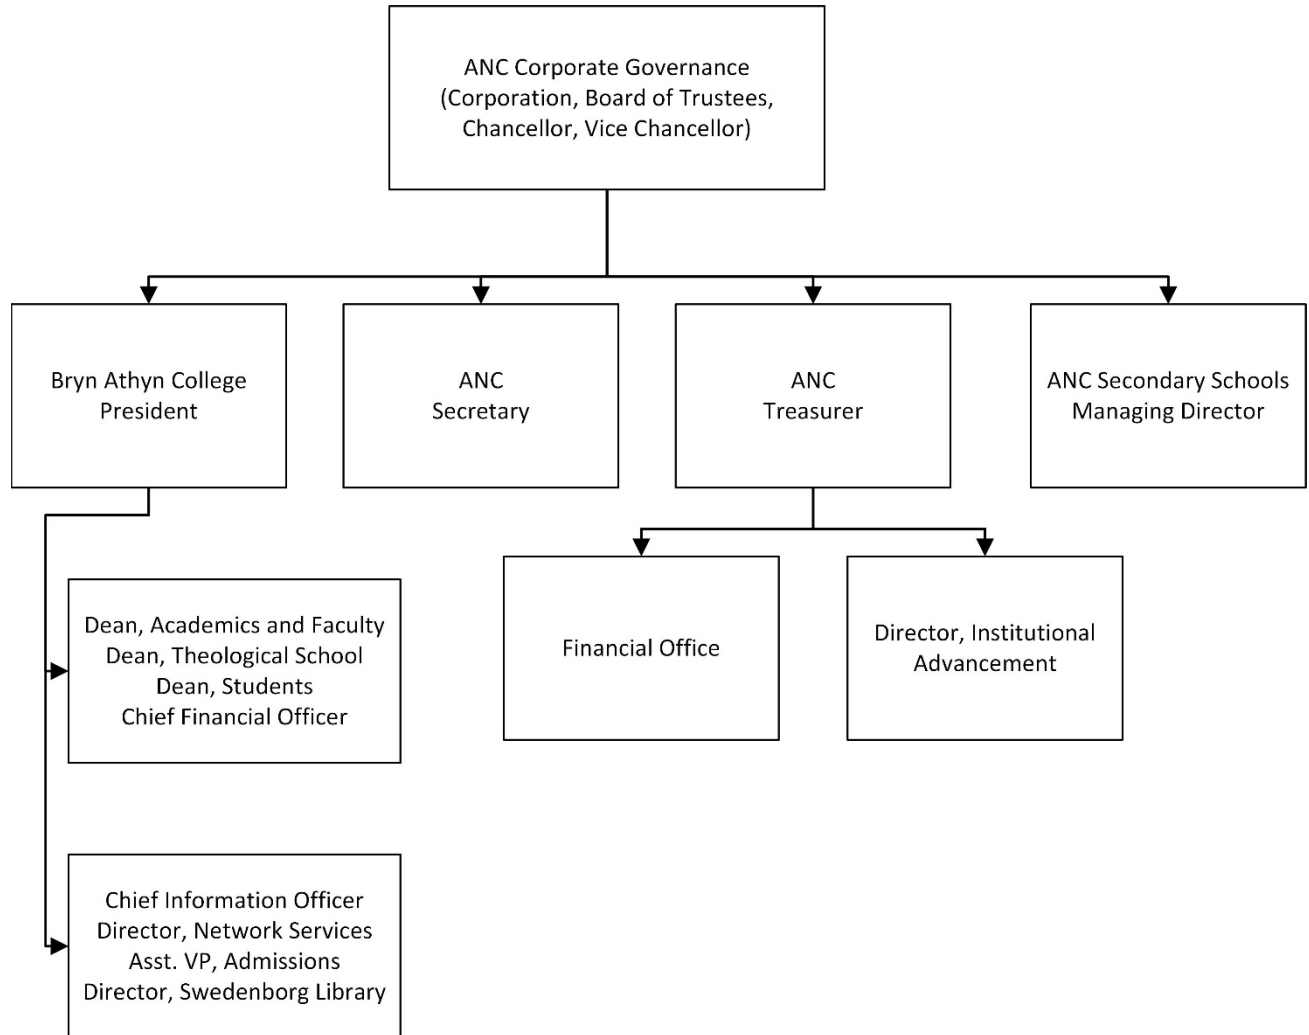 ANC Corporate Governance
(Corporation, Board of Trustees,
Chancellor, Vice Chancellor)
Bryn Athyn College
President
ANC
Secretary
ANC
Treasurer
ANC Secondary Schools
Managing Director
Dean, Academics and Faculty
Dean, Theological School
Dean, Students
Chief Financial Officer
Financial Office
Director, Institutional
Advancement
Chief Information Officer
Director, Network Services
Asst. VP, Admissions
Director, Swedenborg Library